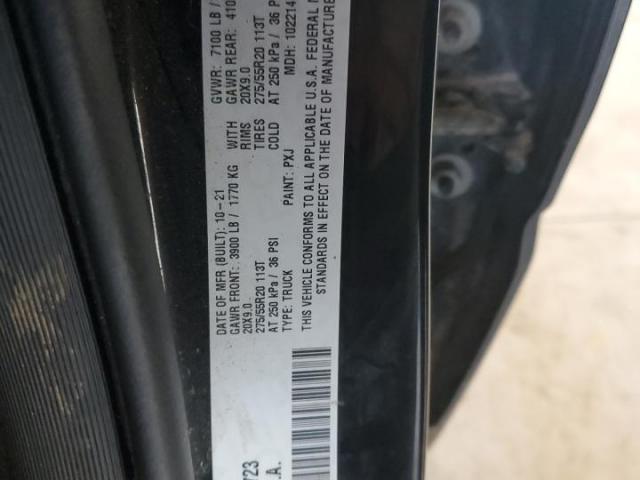 DATE OF MFR (BUILT): 10-21 GVWR: 7100 LB /
GAWR FRONT: 3900 LB / 1770 KG WITH GAWR REAR: 410
20X9.0 RIMS 20X9.0
275/55R20 113T TIRES 275/55R20 113T
AT 250 kPa / 36 PSI COLD AT 250 kPa / 36 P
TYPE: TRUCK PAINT: PXJ MDH: 102214
THIS VEHICLE CONFORMS TO ALL APPLICABLE U.S.A. FEDERAL M
STANDARDS IN EFFECT ON THE DATE OF MANUFACTURE
723
.A.